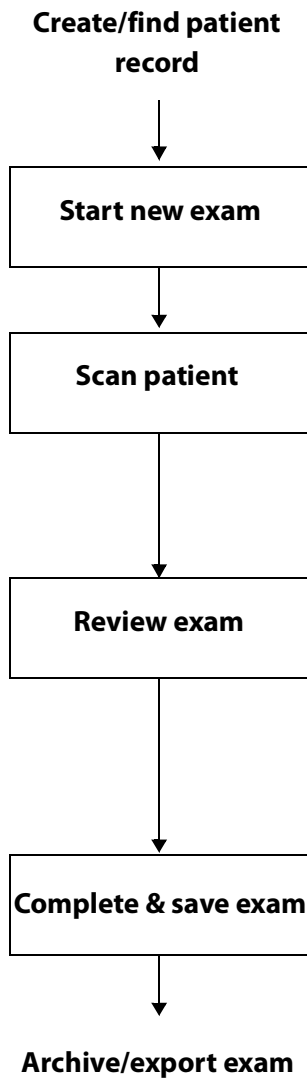 Create/find patient
record
Start new exam
Scan patient
Review exam
Complete & save exam
Archive/export exam